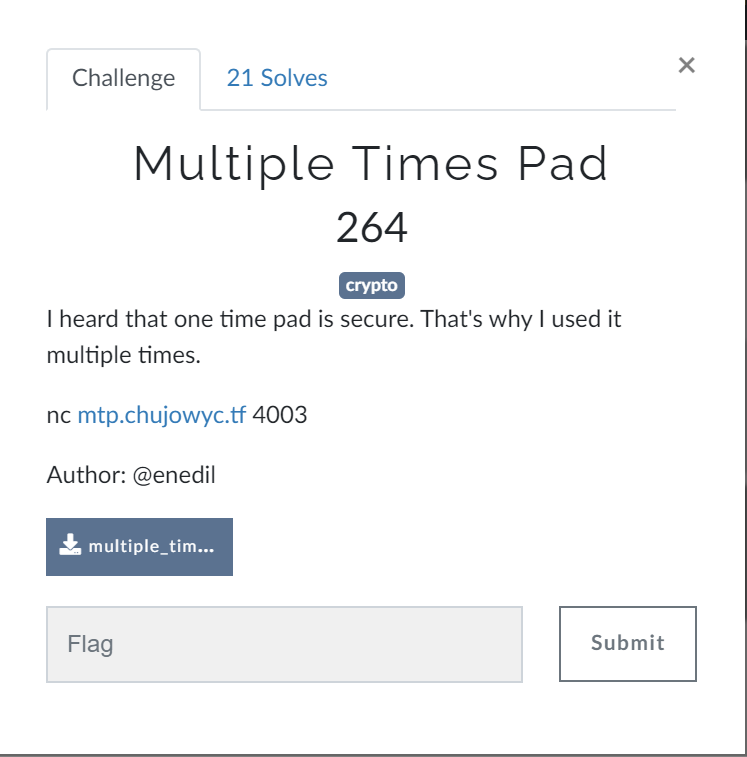 Challenge
21 Solves
×
Multiple Times Pad
264
crypto
I heard that one time pad is secure. That's why I used it
multiple times.
nc mtp.chujowyc.tf 4003
Author: @enedil
multiple_tim...
Flag
Submit